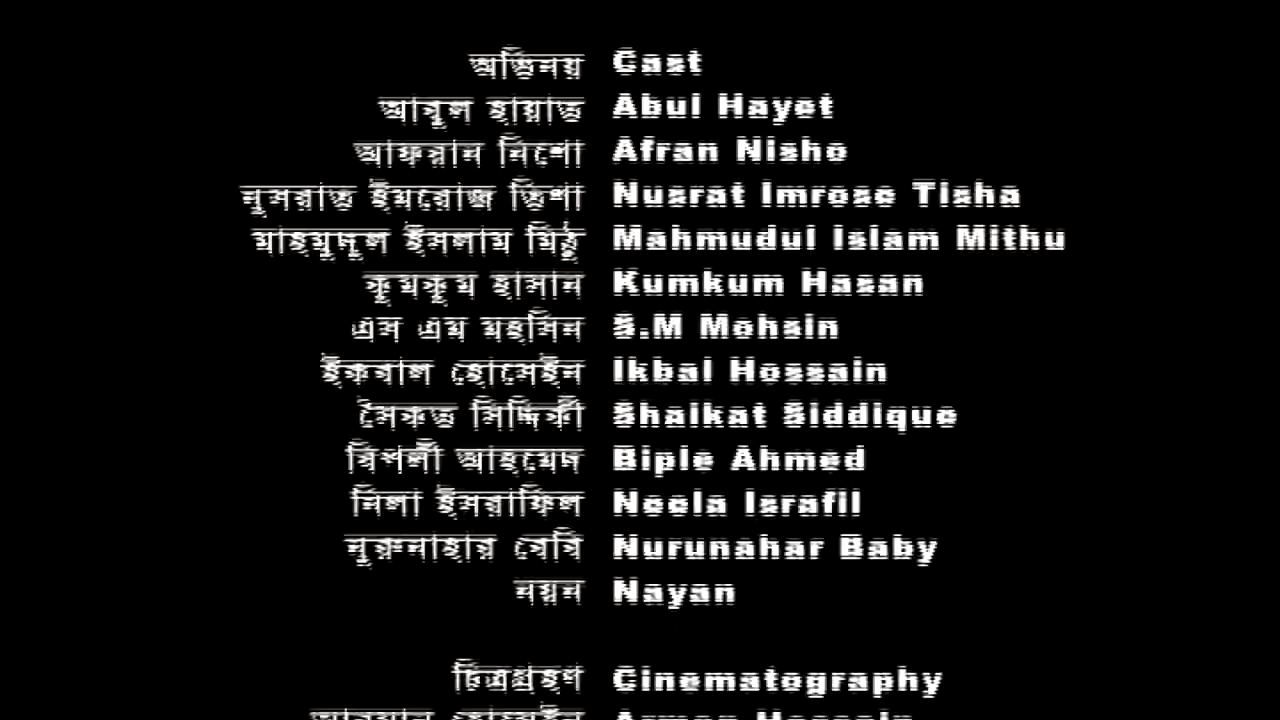 অভিনয় Cast
আবুল হায়াত Abul Hayet
আফরান নিশো Afran Nisho
নুসরাত ইমরোজ তিশা Nusrat Imrose Tisha
মাহমুদুল ইসলাম মিঠু Mahmudul Islam Mithu
কুমকুম হাসান Kumkum Hasan
এস এম মহসিন S.M Mohsin
ইকবাল হোসেইন Ikbal Hossain
সৈকত সিদ্দিকী Shaikat Siddique
বিপলী আহমেদ Biple Ahmed
নিলা ইসরাফিল Neela Israfil
নুরুনাহার বেবি Nurunahar Baby
নয়ন Nayan
চিত্রগ্রহণ Cinematography